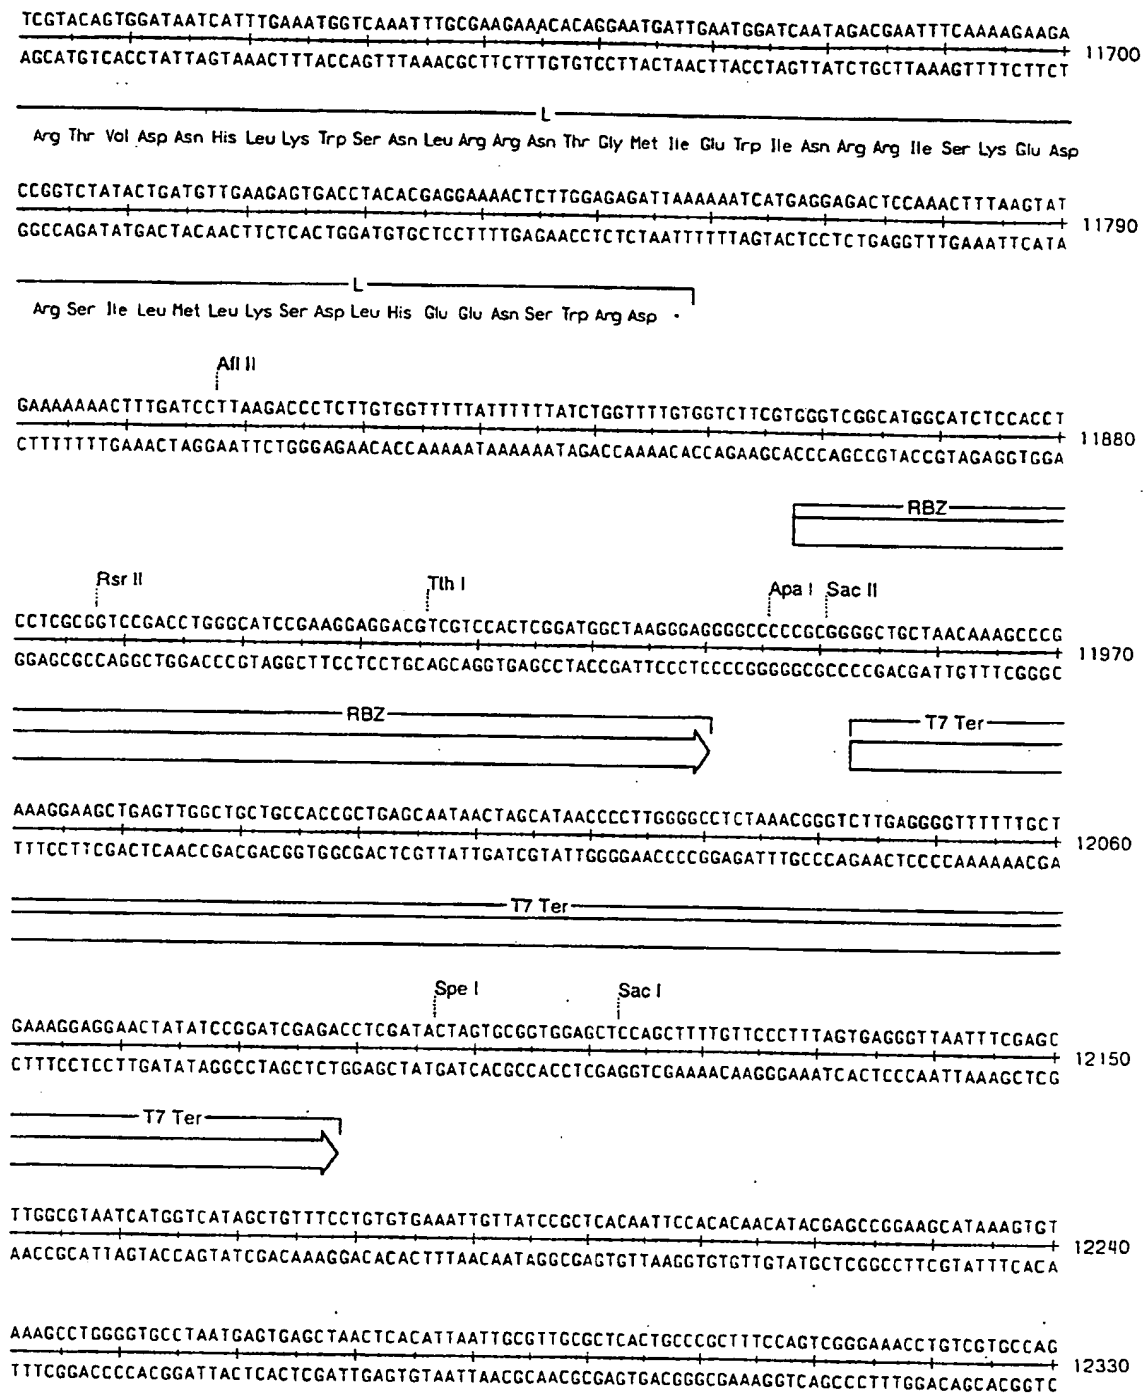 TCGTACAGTGGATAATCATTTGAAATGGTCAAATTTGCGAAGAAACACAGGAATGATTGAATGGATCAATAGACGAATTTCAAAAGAAGA
11700
AGCATGTCACCTATTAGTAAACTTTACCAGTTTAAACGCTTCTTTGTGTCCTTACTAACTTACCTAGTTATCTGCTTAAAGTTTTCTTCT
L
Arg Thr Vol Asp Asn His Leu Lys Trp Ser Asn Leu Arg Arg Asn Thr Gly Met Ile Glu Trp Ile Asn Arg Arg Ile Ser Lys Glu Asp
CCGGTCTATACTGATGTTGAAGAGTGACCTACACGAGGAAAACTCTTGGAGAGATTAAAAAATCATGAGGAGACTCCAAACTTTAAGTAT
11790
GGCCAGATATGACTACAACTTCTCACTGGATGTGCTCCTTTTGAGAACCTCTCTAATTTTTTAGTACTCCTCTGAGGTTTGAAATTCATA
L
Arg Ser Ile Leu Met Leu Lys Ser Asp Leu His Glu Glu Asn Ser Trp Arg Asp ·
Afl II
GAAAAAAACTTTGATCCTTAAGACCCTCTTGTGGTTTTTATTTTTTATCTGGTTTTGTGGTCTTCGTGGGTCGGCATGGCATCTCCACCT
11880
CTTTTTTTGAAACTAGGAATTCTGGGAGAACACCAAAAATAAAAAATAGACCAAAACACCAGAAGCACCCAGCCGTACCGTAGAGGTGGA
RBZ
Rsr II Tth I Apa I Sac II
CCTCGCGGTCCGACCTGGGCATCCGAAGGAGGACGTCGTCCACTCGGATGGCTAAGGGAGGGGCCCCCGCGGGGCTGCTAACAAAGCCCG
11970
GGAGCGCCAGGCTGGACCCGTAGGCTTCCTCCTGCAGCAGGTGAGCCTACCGATTCCCTCCCCGGGGGCGCCCCGACGATTGTTTCGGGC
RBZ T7 Ter
AAAGGAAGCTGAGTTGGCTGCTGCCACCGCTGAGCAATAACTAGCATAACCCCTTGGGGCCTCTAAACGGGTCTTGAGGGGTTTTTTGCT
12060
TTTCCTTCGACTCAACCGACGACGGTGGCGACTCGTTATTGATCGTATTGGGGAACCCCGGAGATTTGCCCAGAACTCCCCAAAAAACGA
T7 Ter
Spe I Sac I
GAAAGGAGGAACTATATCCGGATCGAGACCTCGATACTAGTGCGGTGGAGCTCCAGCTTTTGTTCCCTTTAGTGAGGGTTAATTTCGAGC
12150
CTTTCCTCCTTGATATAGGCCTAGCTCTGGAGCTATGATCACGCCACCTCGAGGTCGAAAACAAGGGAAATCACTCCCAATTAAAGCTCG
T7 Ter
TTGGCGTAATCATGGTCATAGCTGTTTCCTGTGTGAAATTGTTATCCGCTCACAATTCCACACAACATACGAGCCGGAAGCATAAAGTGT
12240
AACCGCATTAGTACCAGTATCGACAAAGGACACACTTTAACAATAGGCGAGTGTTAAGGTGTGTTGTATGCTCGGCCTTCGTATTTCACA
AAAGCCTGGGGTGCCTAATGAGTGAGCTAACTCACATTAATTGCGTTGCGCTCACTGCCCGCTTTCCAGTCGGGAAACCTGTCGTGCCAG
12330
TTTCGGACCCCACGGATTACTCACTCGATTGAGTGTAATTAACGCAACGCGAGTGACGGGCGAAAGGTCAGCCCTTTGGACAGCACGGTC